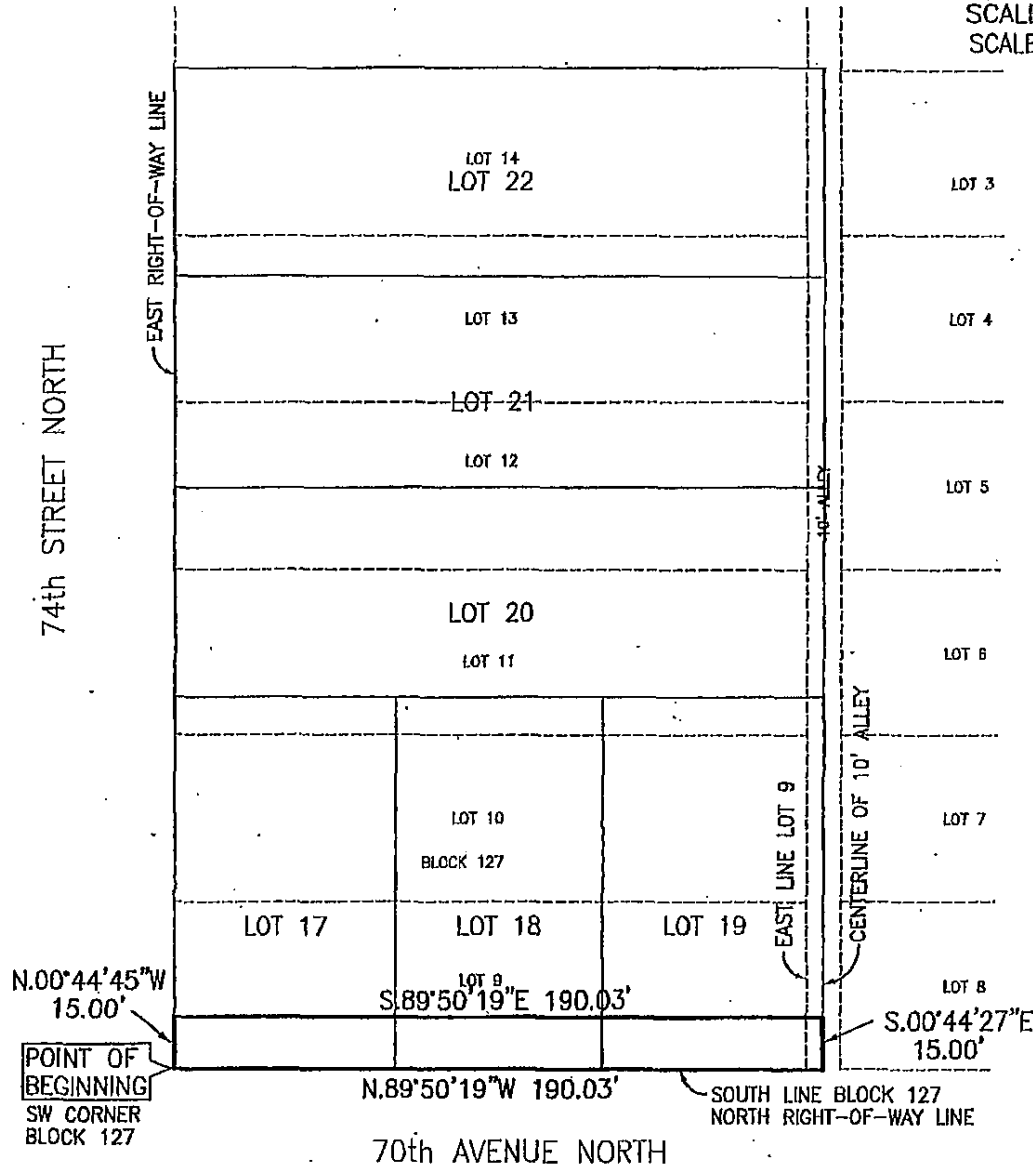 SCAL
SCALE
EAST RIGHT-OF-WAY LINE
LOT 14
LOT 22
LOT 3
LOT 13
LOT 4
74th STREET NORTH
LOT 21
LOT 12
10' ALLEY
LOT 5
LOT 20
LOT 11
LOT 6
LOT 10
BLOCK 127
LOT 7
EAST LINE LOT 9
CENTERLINE OF 10' ALLEY
LOT 17
LOT 18
LOT 19
LOT 9
LOT 8
N.00°44'45"W
15.00'
S.89°50'19"E 190.03'
S.00°44'27"E
15.00'
POINT OF
BEGINNING
SW CORNER
BLOCK 127
N.89°50'19"W 190.03'
SOUTH LINE BLOCK 127
NORTH RIGHT-OF-WAY LINE
70th AVENUE NORTH